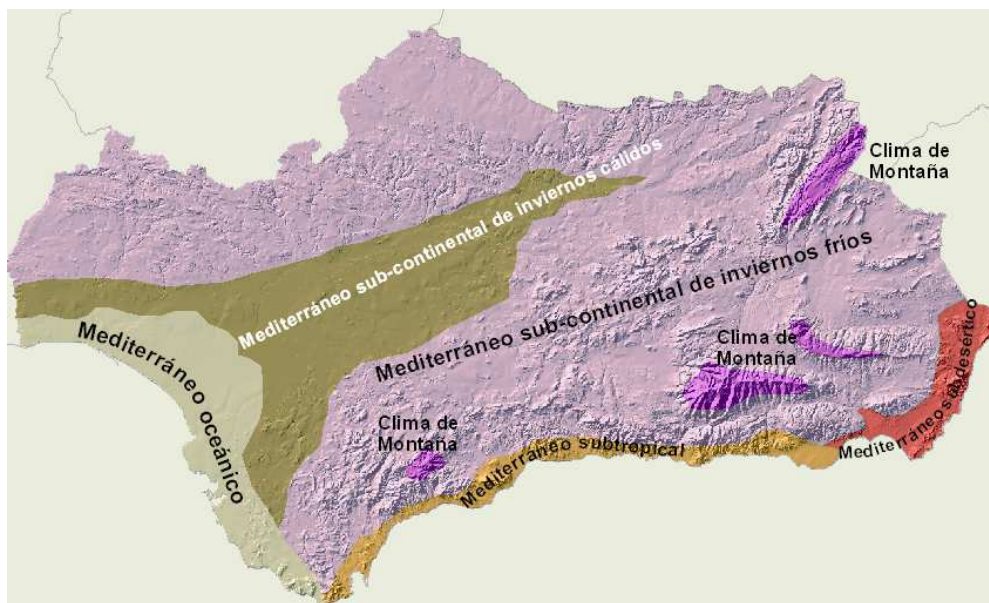 Clima de
Montaña
Mediterráneo sub-continental de inviernos cálidos
Mediterráneo sub-continental de inviernos fríos
Mediterráneo oceánico
Clima de
Montaña
Clima de
Montaña
Mediterráneo subtropical
Mediterráneo subdesértico